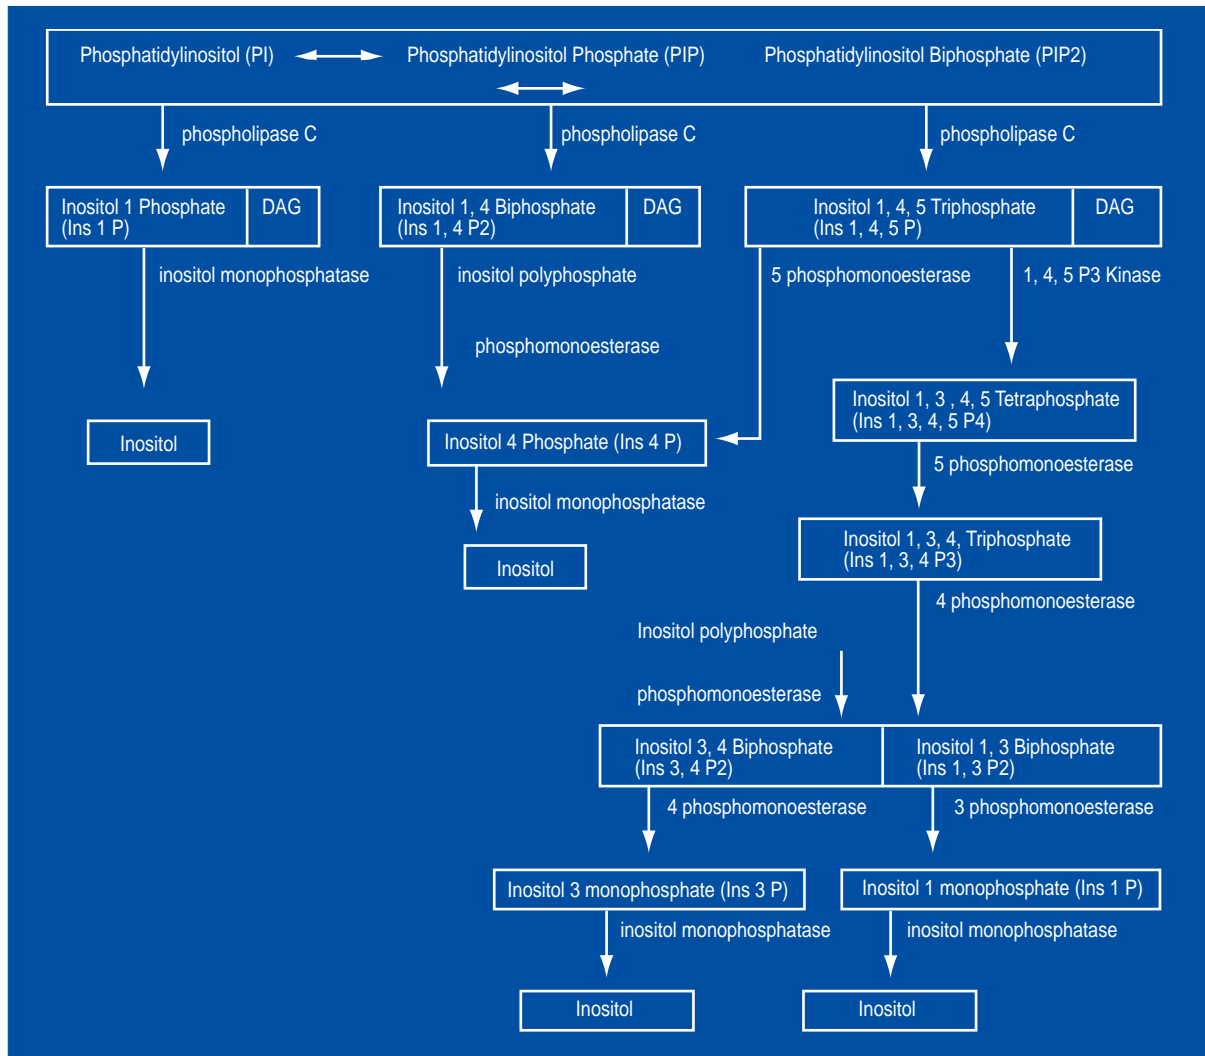 Phosphatidylinositol (PI)
Phosphatidylinositol Phosphate (PIP)
Phosphatidylinositol Biphosphate (PIP2)
phospholipase C
phospholipase C
phospholipase C
Inositol 1 Phosphate
(Ins 1 P)
DAG
Inositol 1, 4 Biphosphate
(Ins 1, 4 P2)
DAG
Inositol 1, 4, 5 Triphosphate
(Ins 1, 4, 5 P)
DAG
inositol monophosphatase
inositol polyphosphate
5 phosphomonoesterase
1, 4, 5 P3 Kinase
phosphomonoesterase
Inositol 1, 3 , 4, 5 Tetraphosphate
(Ins 1, 3, 4, 5 P4)
Inositol
Inositol 4 Phosphate (Ins 4 P)
5 phosphomonoesterase
inositol monophosphatase
Inositol 1, 3, 4, Triphosphate
(Ins 1, 3, 4 P3)
Inositol
4 phosphomonoesterase
Inositol polyphosphate
phosphomonoesterase
Inositol 3, 4 Biphosphate
(Ins 3, 4 P2)
Inositol 1, 3 Biphosphate
(Ins 1, 3 P2)
4 phosphomonoesterase
3 phosphomonoesterase
Inositol 3 monophosphate (Ins 3 P)
Inositol 1 monophosphate (Ins 1 P)
inositol monophosphatase
inositol monophosphatase
Inositol
Inositol